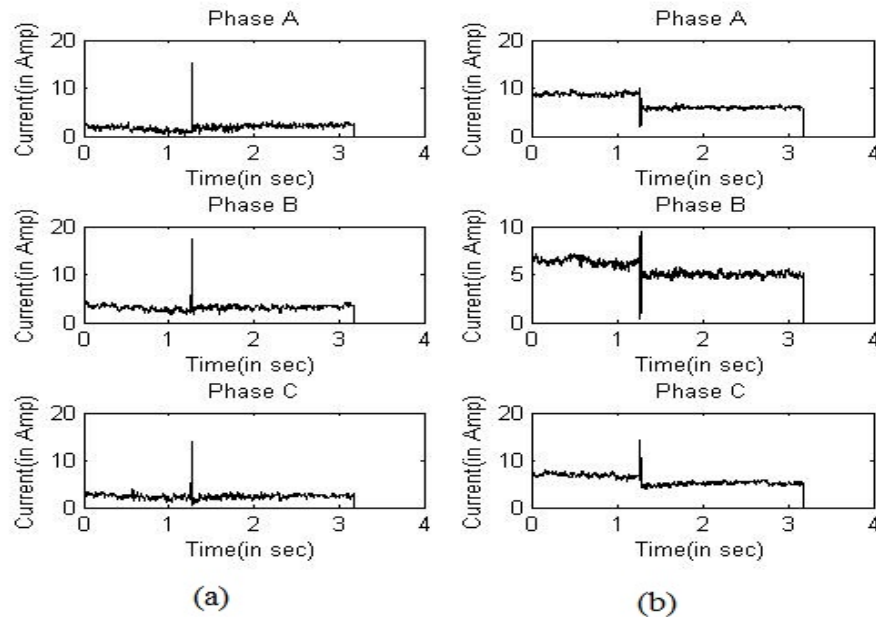 Phase A
Current(in Amp)
20
10
0
0 1 2 3 4
Time(in sec)
Phase B
Current(in Amp)
20
10
0
0 1 2 3 4
Time(in sec)
Phase C
Current(in Amp)
20
10
0
0 1 2 3 4
Time(in sec)
(a)
Phase A
Current(in Amp)
20
10
0
0 1 2 3 4
Time(in sec)
Phase B
Current(in Amp)
10
5
0
0 1 2 3 4
Time(in sec)
Phase C
Current(in Amp)
20
10
0
0 1 2 3 4
Time(in sec)
(b)